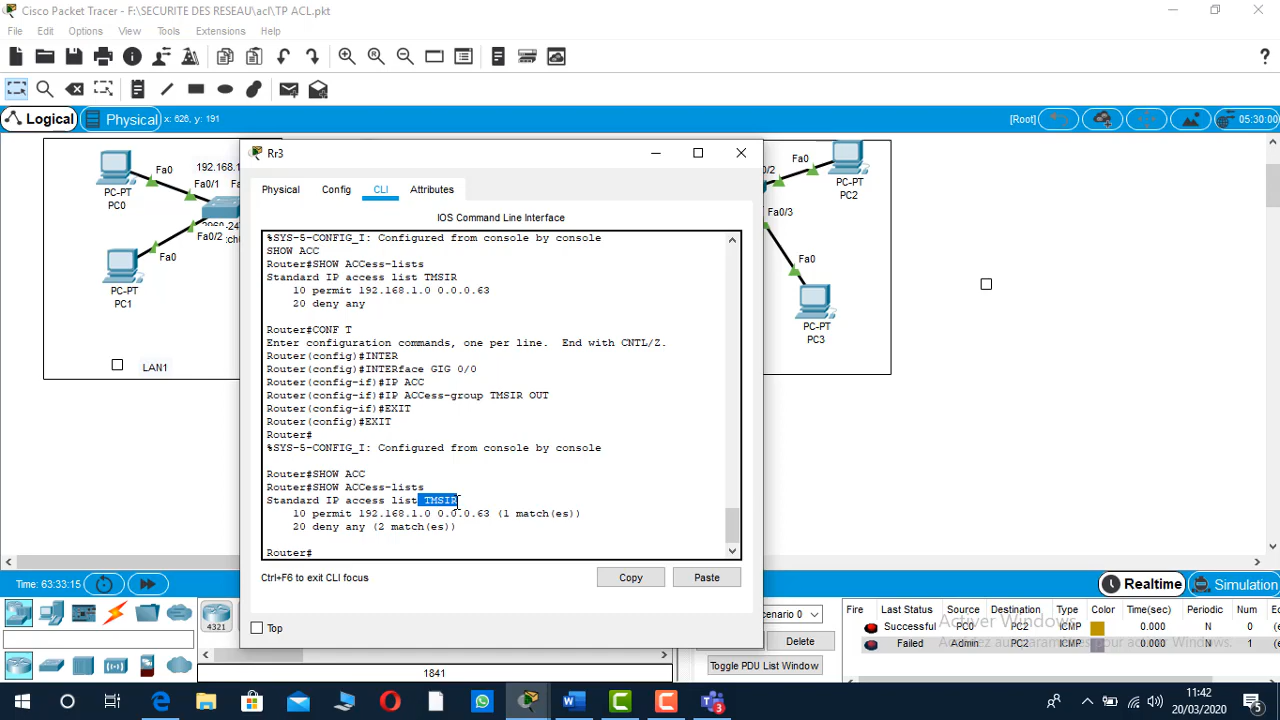 Cisco Packet Tracer - F:\SECURITE DES RESEAU\acl\TP ACL.pkt
File Edit Options View Tools Extensions Help
?
Logical Physical x: 626, y: 191 [Root] 05:30:00
PC-PT
PC0
Fa0
192.168.1
Fa0/1
Fa0/2
Fa0
PC-PT
PC1
LAN1
Fa0
PC-PT
PC2
Fa0/3
Fa0
PC-PT
PC3
Rr3
Physical Config CLI Attributes
IOS Command Line Interface
%SYS-5-CONFIG_I: Configured from console by console
SHOW ACC
Router#SHOW ACCess-lists
Standard IP access list TMSIR
10 permit 192.168.1.0 0.0.0.63
20 deny any
Router#CONF T
Enter configuration commands, one per line. End with CNTL/Z.
Router(config)#INTER
Router(config)#INTERface GIG 0/0
Router(config-if)#IP ACC
Router(config-if)#IP ACCess-group TMSIR OUT
Router(config-if)#EXIT
Router(config)#EXIT
Router#
%SYS-5-CONFIG_I: Configured from console by console
Router#SHOW ACC
Router#SHOW ACCess-lists
Standard IP access list TMSIR
10 permit 192.168.1.0 0.0.0.63 (1 match(es))
20 deny any (2 match(es))
Router#
Ctrl+F6 to exit CLI focus
Copy Paste
Top
Time: 63:33:15
Realtime Simulation
4321
1841
cenario 0
Delete
Toggle PDU List Window
Fire Last Status Source Destination Type Color Time(sec) Periodic Num
Successful PC0 PC2 ICMP 0.000 N 0
Failed Admin PC2 ICMP 0.000 N 1
Activer Windows
11:42
20/03/2020
3
5